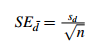 SE_d̄ = s_d / √n